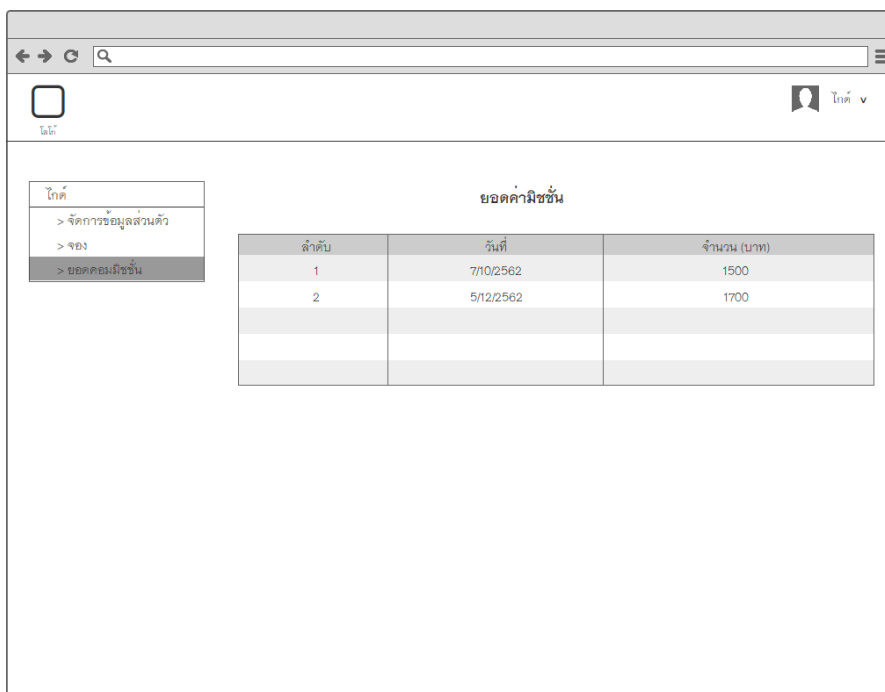 ไกด์ v
โลโก้
ไกด์
> จัดการข้อมูลส่วนตัว
> จอง
> ยอดคอมมิชชั่น
ยอดค่ามิชชั่น
ลำดับ วันที่ จำนวน (บาท)
1 7/10/2562 1500
2 5/12/2562 1700